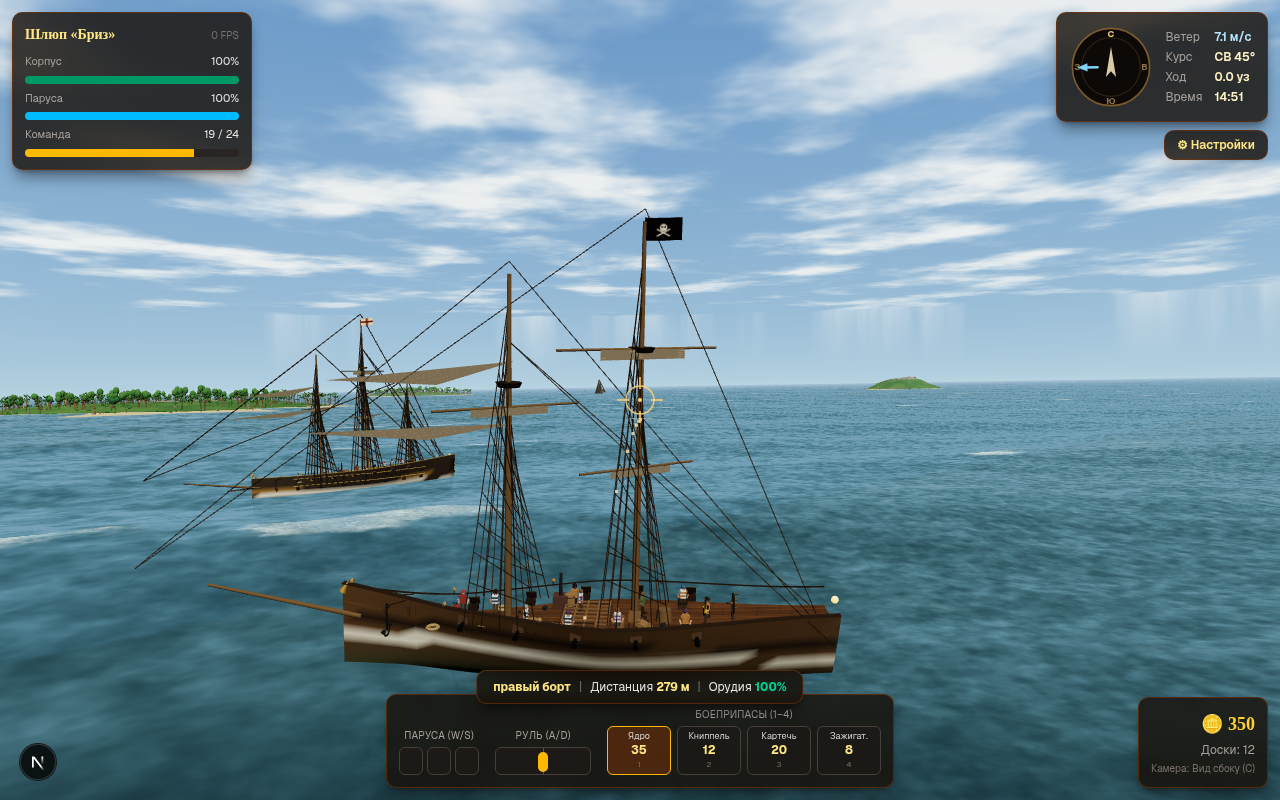 Шлюп «Бриз» 0 FPS
Корпус 100%
Паруса 100%
Команда 19 / 24
С
З В
Ю
Ветер 7.1 м/с
Курс СВ 45°
Ход 0.0 уз
Время 14:51
⚙ Настройки
правый борт | Дистанция 279 м | Орудия 100%
БОЕПРИПАСЫ (1–4)
ПАРУСА (W/S) РУЛЬ (A/D)
Ядро Книппель Картечь Зажигат.
35 12 20 8
1 2 3 4
350
Доски: 12
Камера: Вид сбоку (C)
N